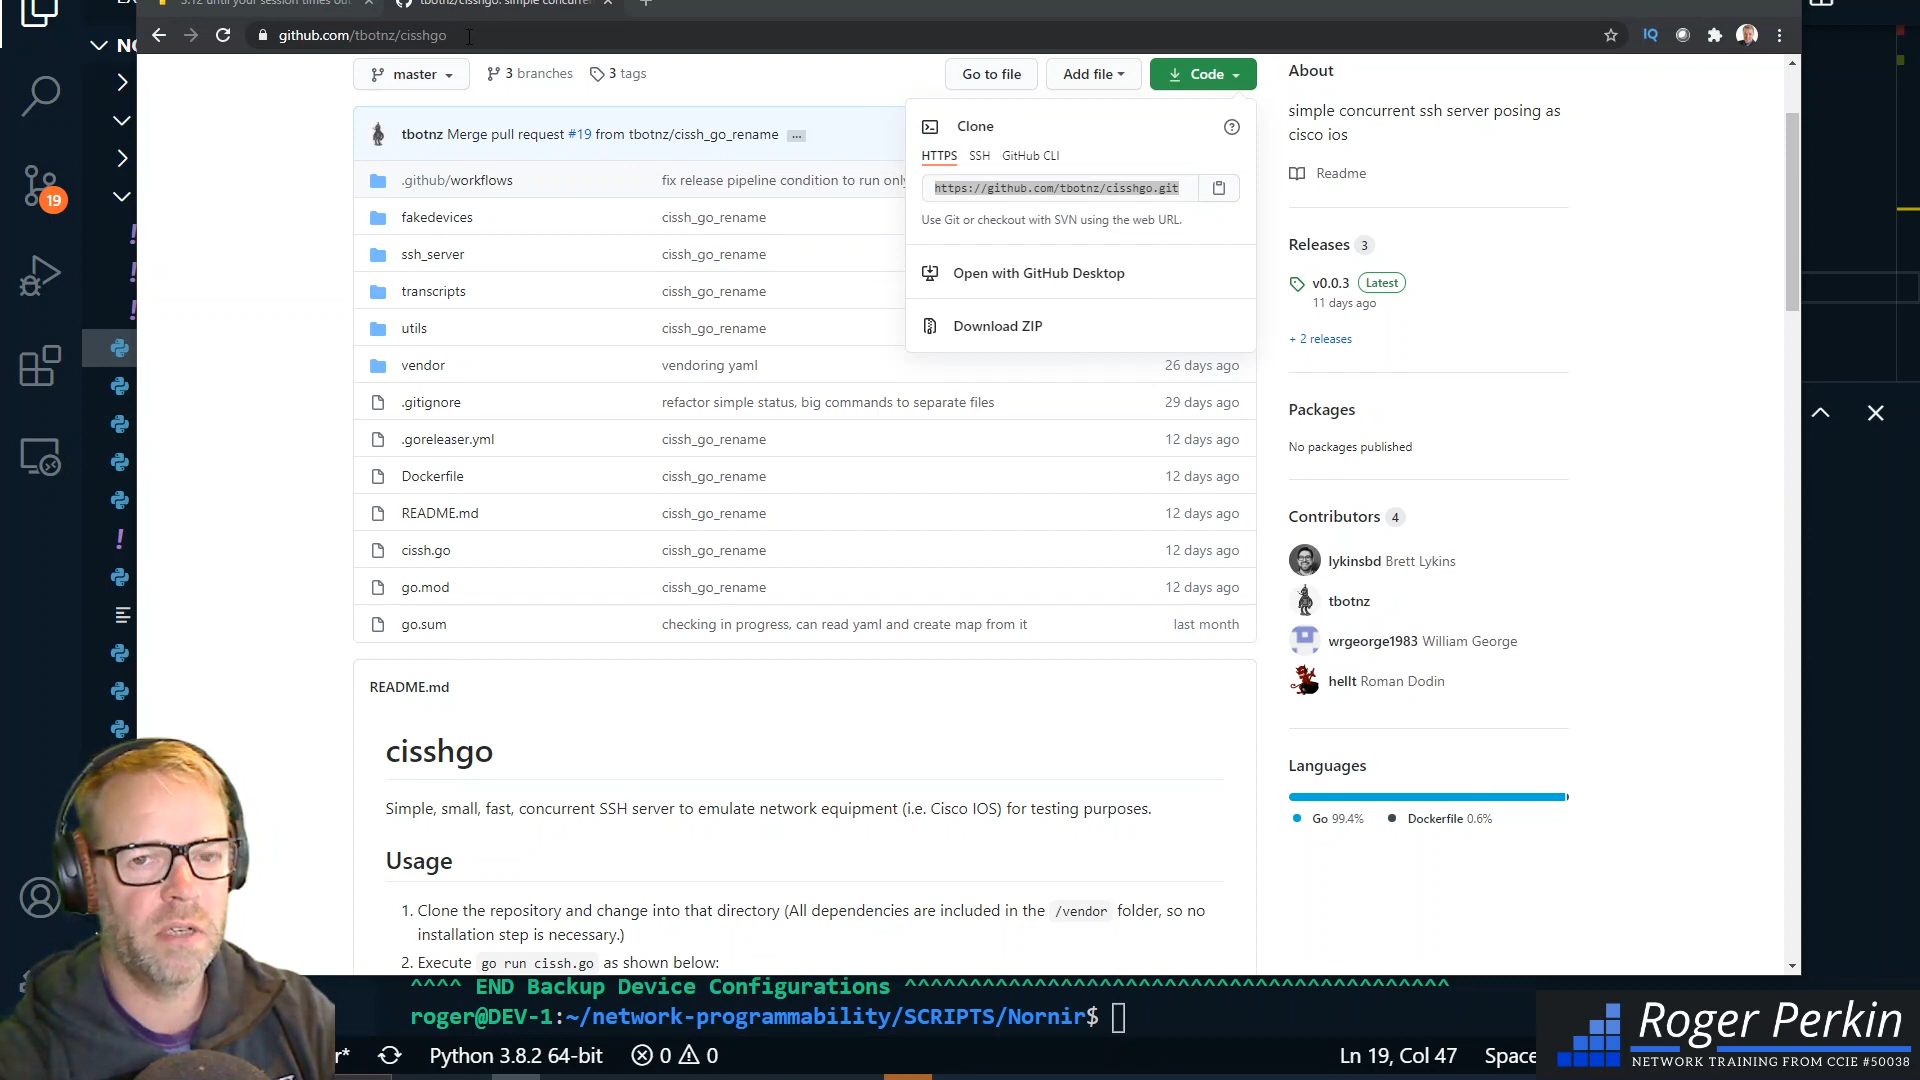 tbotnz/cisshgo: simple concurren
github.com/tbotnz/cisshgo
IQ
19
master
3 branches
3 tags
Go to file
Add file
Code
tbotnz Merge pull request #19 from tbotnz/cissh_go_rename ...
.github/workflows fix release pipeline condition to run only
fakedevices cissh_go_rename
ssh_server cissh_go_rename
transcripts cissh_go_rename
utils cissh_go_rename
vendor vendoring yaml 26 days ago
.gitignore refactor simple status, big commands to separate files 29 days ago
.goreleaser.yml cissh_go_rename 12 days ago
Dockerfile cissh_go_rename 12 days ago
README.md cissh_go_rename 12 days ago
cissh.go cissh_go_rename 12 days ago
go.mod cissh_go_rename 12 days ago
go.sum checking in progress, can read yaml and create map from it last month
Clone
HTTPS SSH GitHub CLI
https://github.com/tbotnz/cisshgo.git
Use Git or checkout with SVN using the web URL.
Open with GitHub Desktop
Download ZIP
README.md
cisshgo
Simple, small, fast, concurrent SSH server to emulate network equipment (i.e. Cisco IOS) for testing purposes.
Usage
1. Clone the repository and change into that directory (All dependencies are included in the /vendor folder, so no
installation step is necessary.)
2. Execute go run cissh.go as shown below:
About
simple concurrent ssh server posing as
cisco ios
Readme
Releases 3
v0.0.3 Latest
11 days ago
+ 2 releases
Packages
No packages published
Contributors 4
lykinsbd Brett Lykins
tbotnz
wrgeorge1983 William George
hellt Roman Dodin
Languages
Go 99.4% Dockerfile 0.6%
^^^^ END Backup Device Configurations ^^^^^^^^^^^^^^^^^^^^^^^^^^^^^^^^^^^^^^^^^^
roger@DEV-1:~/network-programmability/SCRIPTS/Nornir$
Python 3.8.2 64-bit 0 0 Ln 19, Col 47 Space
Roger Perkin
NETWORK TRAINING FROM CCIE #50038